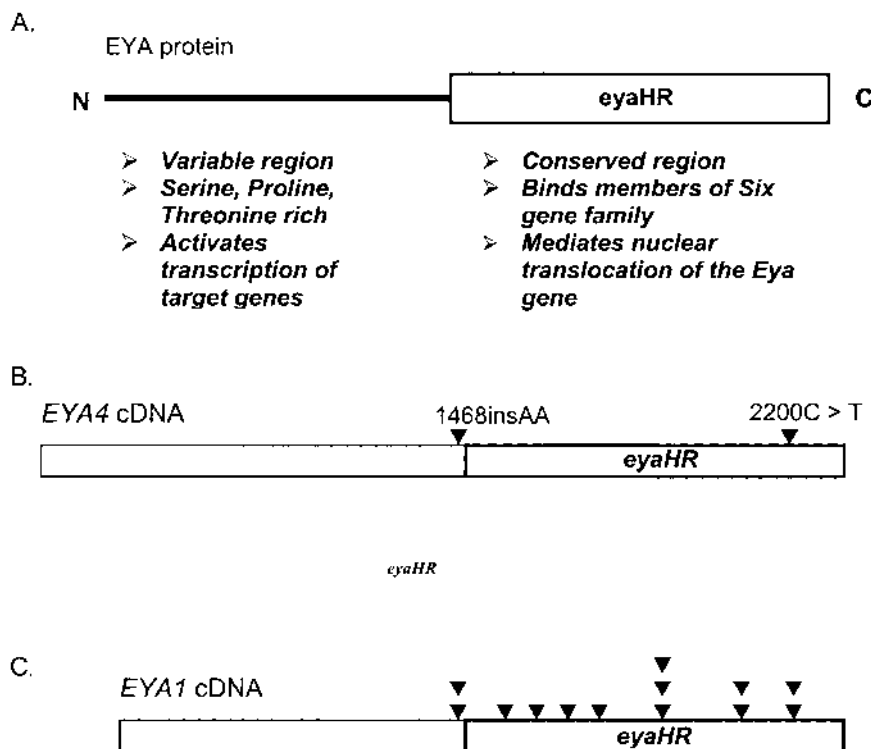 A.
EYA protein
N
eyaHR
C
➢ Variable region
➢ Serine, Proline,
Threonine rich
➢ Activates
transcription of
target genes
➢ Conserved region
➢ Binds members of Six
gene family
➢ Mediates nuclear
translocation of the Eya
gene
B.
EYA4 cDNA
1468insAA
2200C > T
eyaHR
eyaHR
C.
EYA1 cDNA
eyaHR